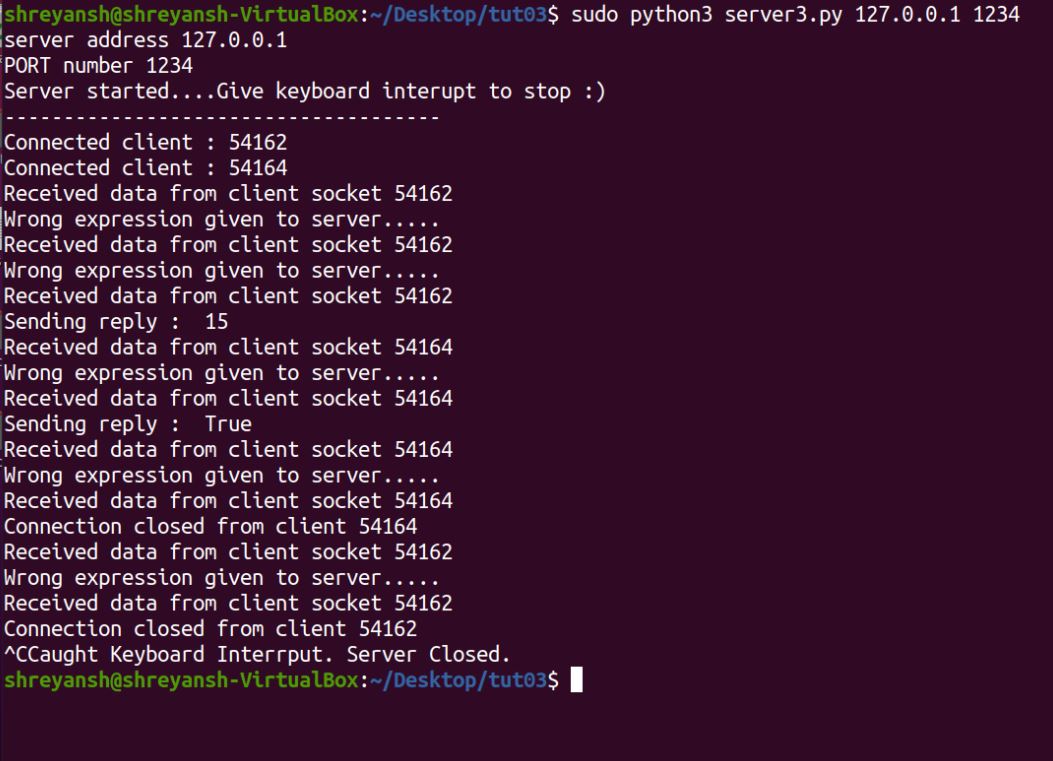 shreyansh@shreyansh-VirtualBox:~/Desktop/tut03$ sudo python3 server3.py 127.0.0.1 1234
server address 127.0.0.1
PORT number 1234
Server started....Give keyboard interupt to stop :)
-------------------------------------
Connected client : 54162
Connected client : 54164
Received data from client socket 54162
Wrong expression given to server.....
Received data from client socket 54162
Wrong expression given to server.....
Received data from client socket 54162
Sending reply :  15
Received data from client socket 54164
Wrong expression given to server.....
Received data from client socket 54164
Sending reply :  True
Received data from client socket 54164
Wrong expression given to server.....
Received data from client socket 54164
Connection closed from client 54164
Received data from client socket 54162
Wrong expression given to server.....
Received data from client socket 54162
Connection closed from client 54162
^CCaught Keyboard Interrput. Server Closed.
shreyansh@shreyansh-VirtualBox:~/Desktop/tut03$